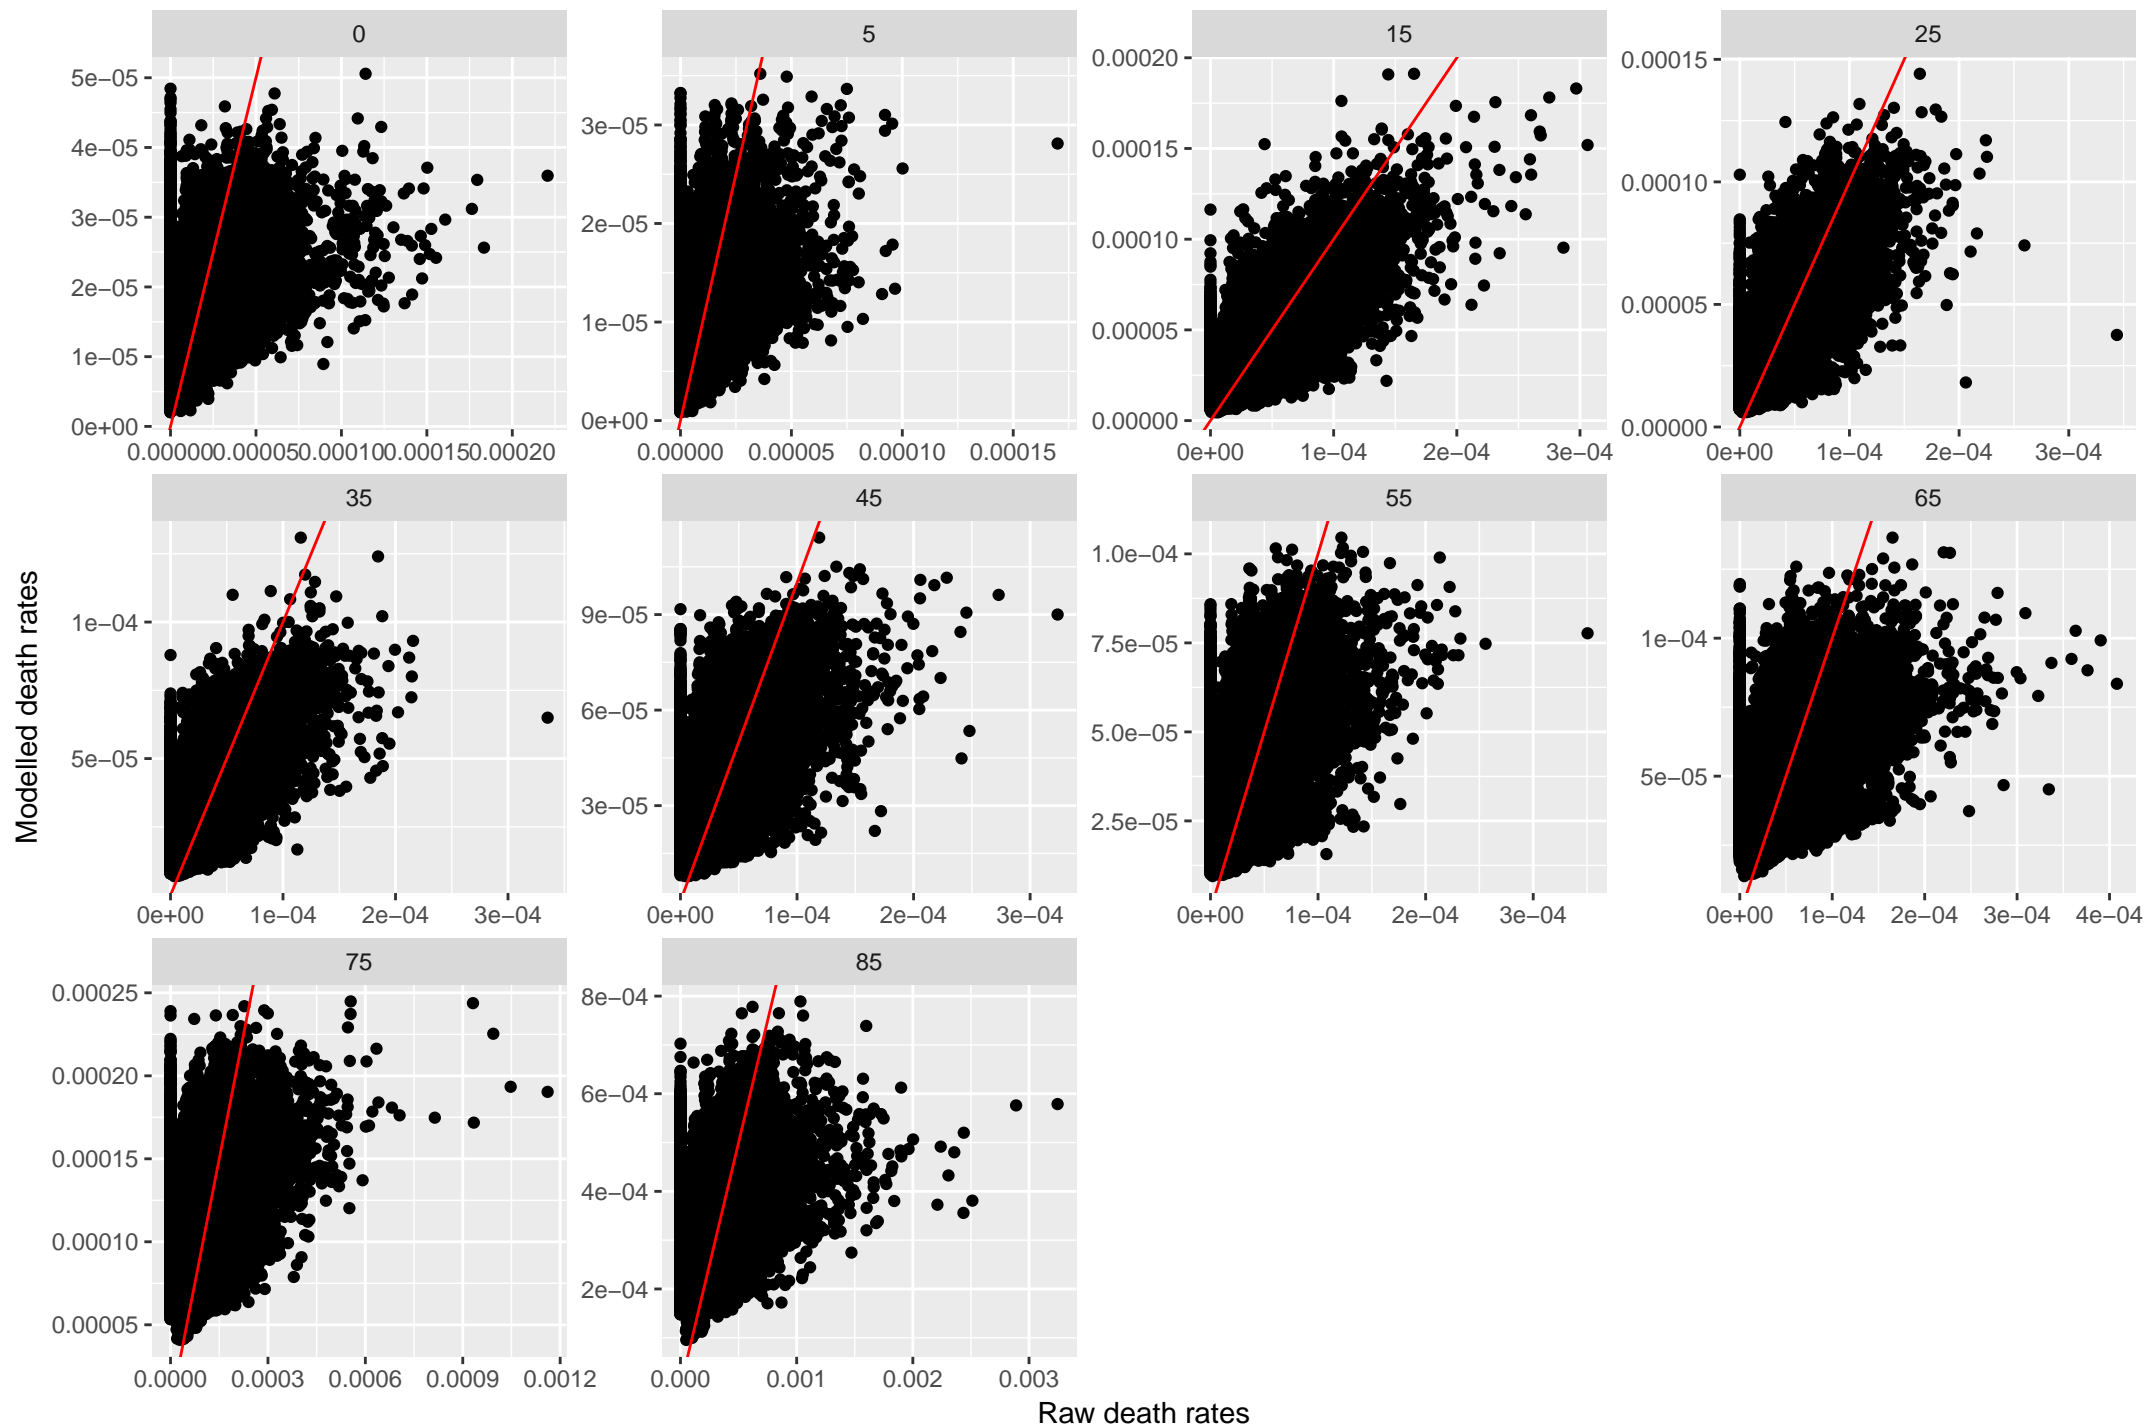 0
5
15
25
5e−05
4e−05
3e−05
2e−05
1e−05
0e+00
0.00000 0.00005 0.00010 0.00015 0.00020
3e−05
2e−05
1e−05
0e+00
0.00000 0.00005 0.00010 0.00015
0.00020
0.00015
0.00010
0.00005
0.00000
0e+00 1e−04 2e−04 3e−04
0.00015
0.00010
0.00005
0.00000
0e+00 1e−04 2e−04 3e−04
35
45
55
65
1e−04
5e−05
0e+00 1e−04 2e−04 3e−04
9e−05
6e−05
3e−05
0e+00 1e−04 2e−04 3e−04
1.0e−04
7.5e−05
5.0e−05
2.5e−05
0e+00 1e−04 2e−04 3e−04
1e−04
5e−05
0e+00 1e−04 2e−04 3e−04 4e−04
75
85
0.00025
0.00020
0.00015
0.00010
0.00005
0.0000 0.0003 0.0006 0.0009 0.0012
8e−04
6e−04
4e−04
2e−04
0.000 0.001 0.002 0.003
Modelled death rates
Raw death rates